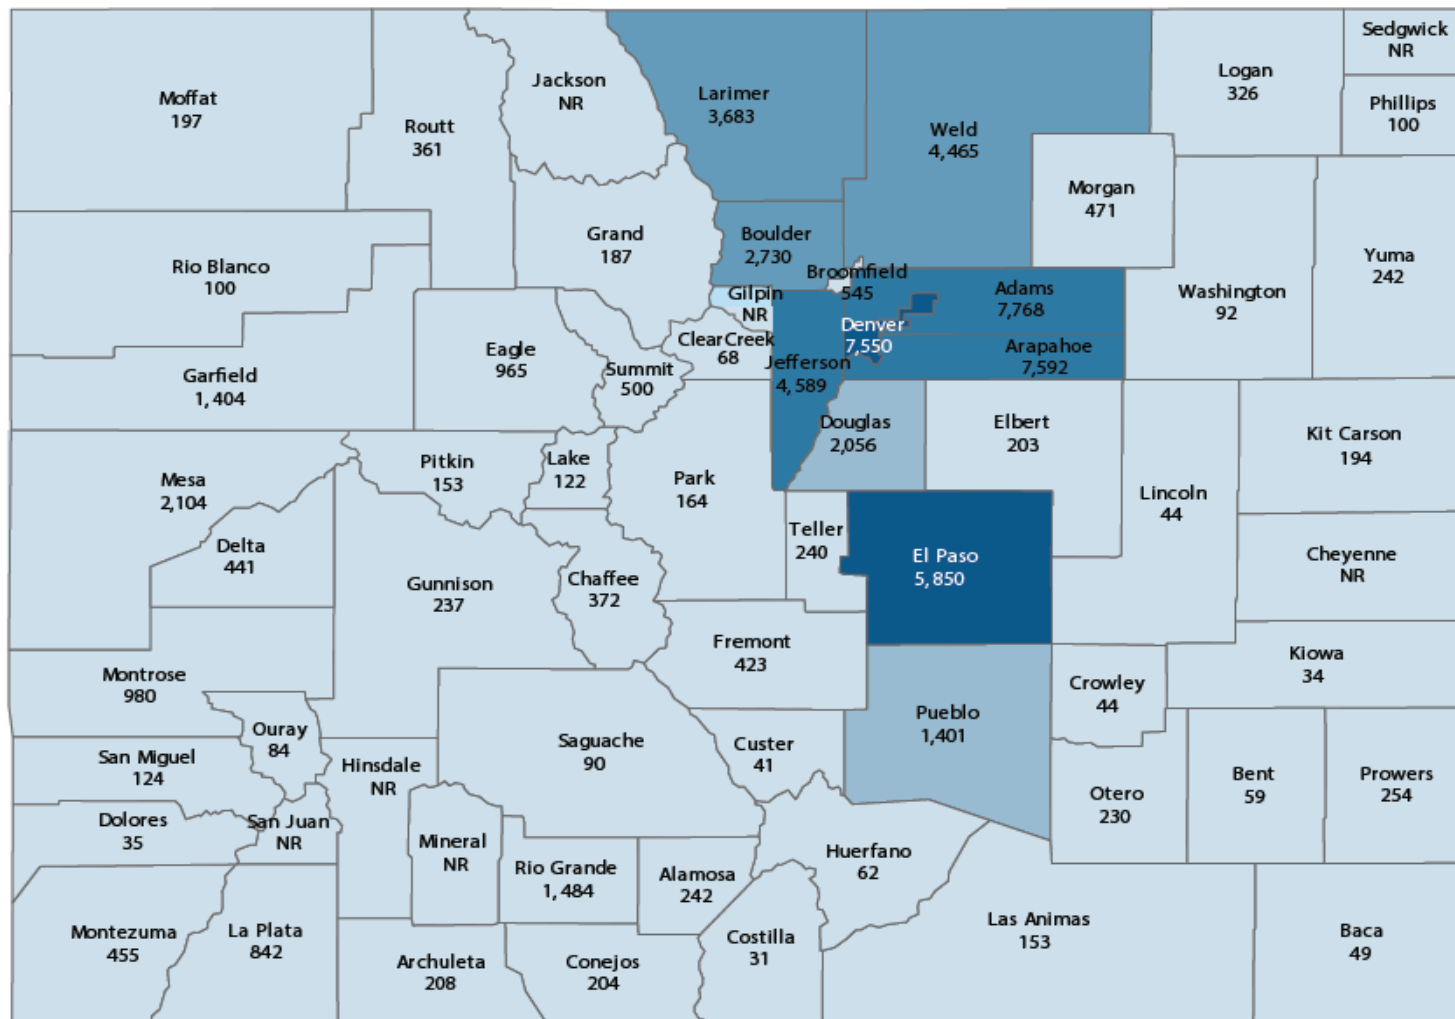 Moffat
197
Routt
361
Jackson
NR
Larimer
3,683
Weld
4,465
Logan
326
Sedgwick
NR
Phillips
100
Morgan
471
Rio Blanco
100
Grand
187
Boulder
2,730
Broomfield
545
Adams
7,768
Washington
92
Yuma
242
Gilpin
NR
Denver
7,550
Garfield
1,404
Eagle
965
Summit
500
ClearCreek
68
Jefferson
4,589
Arapahoe
7,592
Douglas
2,056
Elbert
203
Kit Carson
194
Mesa
2,104
Pitkin
153
Lake
122
Park
164
Lincoln
44
Delta
441
Gunnison
237
Chaffee
372
Teller
240
El Paso
5,850
Cheyenne
NR
Montrose
980
Fremont
423
Kiowa
34
Crowley
44
Ouray
84
San Miguel
124
Hinsdale
NR
Saguache
90
Custer
41
Pueblo
1,401
Otero
230
Bent
59
Prowers
254
Dolores
35
San Juan
NR
Mineral
NR
Rio Grande
1,484
Alamosa
242
Huerfano
62
Montezuma
455
La Plata
842
Archuleta
208
Conejos
204
Costilla
31
Las Animas
153
Baca
49